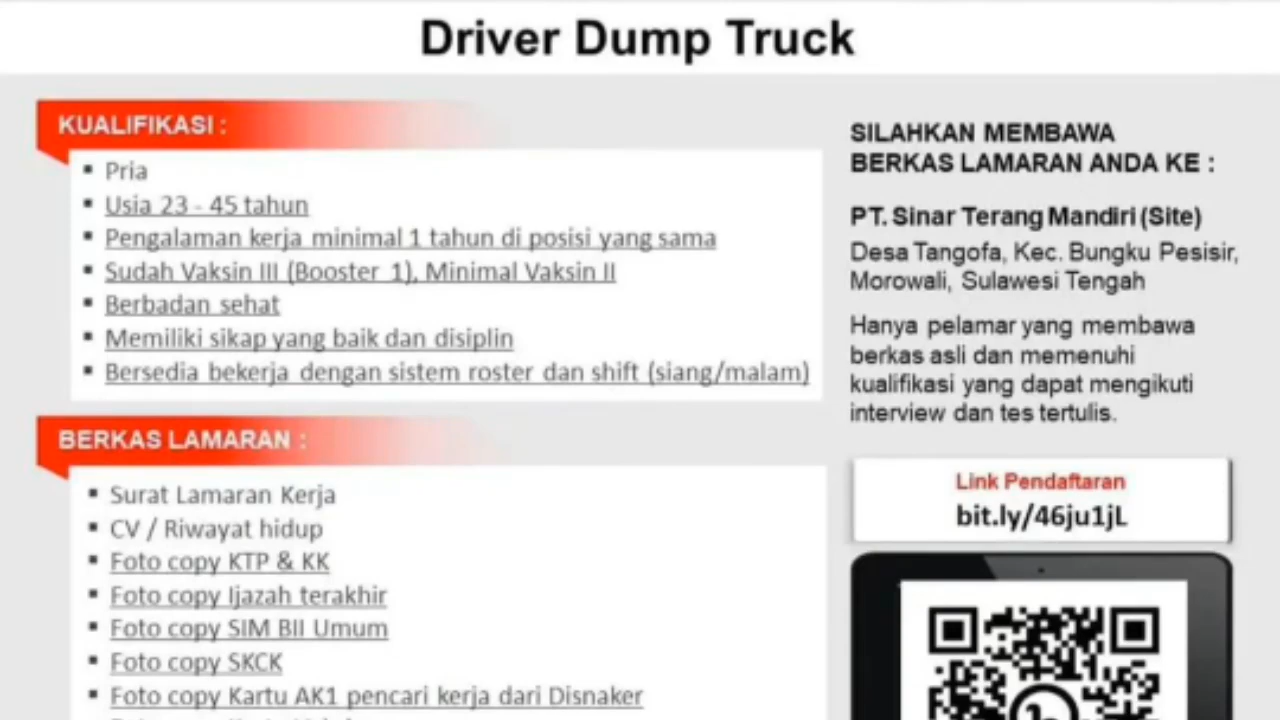 Driver Dump Truck
KUALIFIKASI :
▪ Pria
▪ Usia 23 - 45 tahun
▪ Pengalaman kerja minimal 1 tahun di posisi yang sama
▪ Sudah Vaksin III (Booster 1), Minimal Vaksin II
▪ Berbadan sehat
▪ Memiliki sikap yang baik dan disiplin
▪ Bersedia bekerja dengan sistem roster dan shift (siang/malam)
BERKAS LAMARAN :
▪ Surat Lamaran Kerja
▪ CV / Riwayat hidup
▪ Foto copy KTP & KK
▪ Foto copy Ijazah terakhir
▪ Foto copy SIM BII Umum
▪ Foto copy SKCK
▪ Foto copy Kartu AK1 pencari kerja dari Disnaker
SILAHKAN MEMBAWA
BERKAS LAMARAN ANDA KE :
PT. Sinar Terang Mandiri (Site)
Desa Tangofa, Kec. Bungku Pesisir,
Morowali, Sulawesi Tengah
Hanya pelamar yang membawa
berkas asli dan memenuhi
kualifikasi yang dapat mengikuti
interview dan tes tertulis.
Link Pendaftaran
bit.ly/46ju1jL